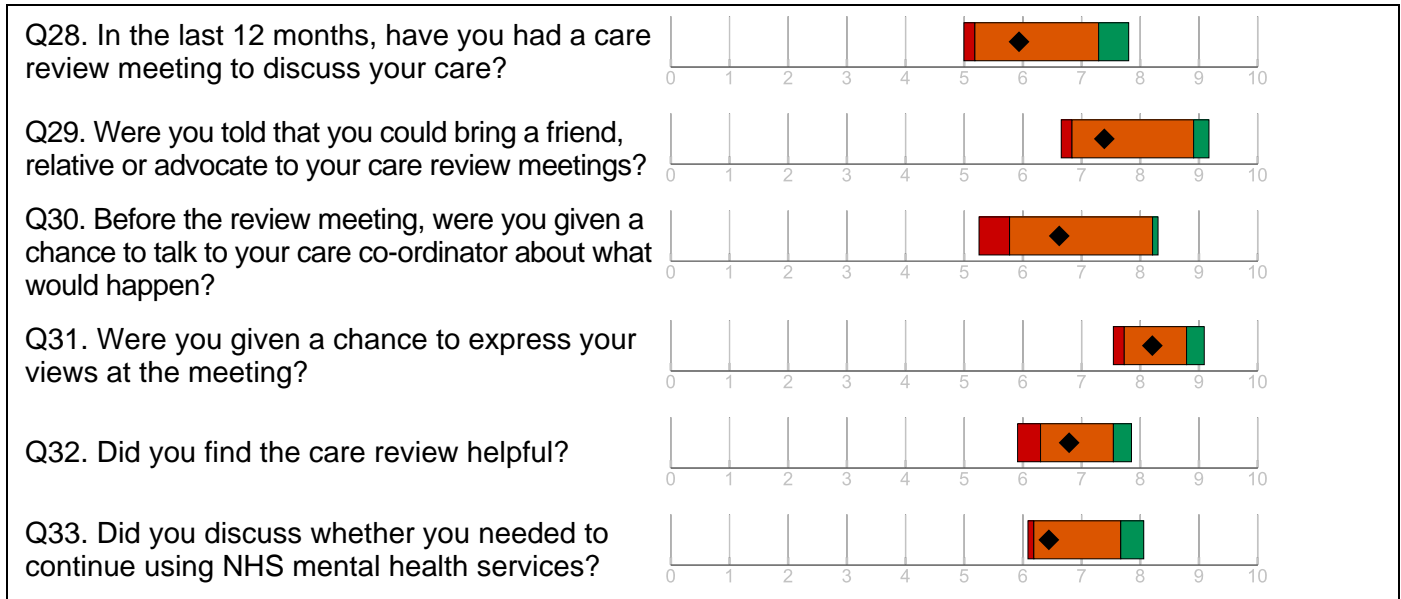 Q28. In the last 12 months, have you had a care
review meeting to discuss your care?
0 1 2 3 4 5 6 7 8 9 10
Q29. Were you told that you could bring a friend,
relative or advocate to your care review meetings?
0 1 2 3 4 5 6 7 8 9 10
Q30. Before the review meeting, were you given a
chance to talk to your care co-ordinator about what
would happen?
0 1 2 3 4 5 6 7 8 9 10
Q31. Were you given a chance to express your
views at the meeting?
0 1 2 3 4 5 6 7 8 9 10
Q32. Did you find the care review helpful?
0 1 2 3 4 5 6 7 8 9 10
Q33. Did you discuss whether you needed to
continue using NHS mental health services?
0 1 2 3 4 5 6 7 8 9 10